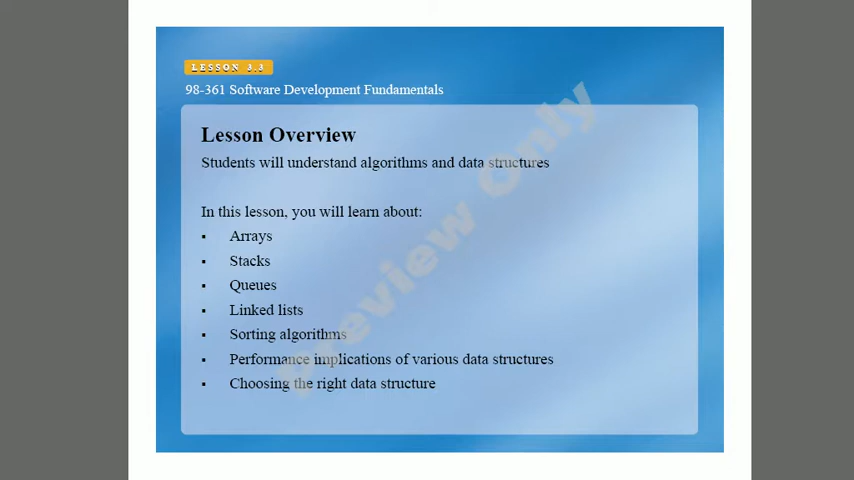 LESSON 3.3
98-361 Software Development Fundamentals
Lesson Overview
Students will understand algorithms and data structures
In this lesson, you will learn about:
▪ Arrays
▪ Stacks
▪ Queues
▪ Linked lists
▪ Sorting algorithms
▪ Performance implications of various data structures
▪ Choosing the right data structure
Preview Only